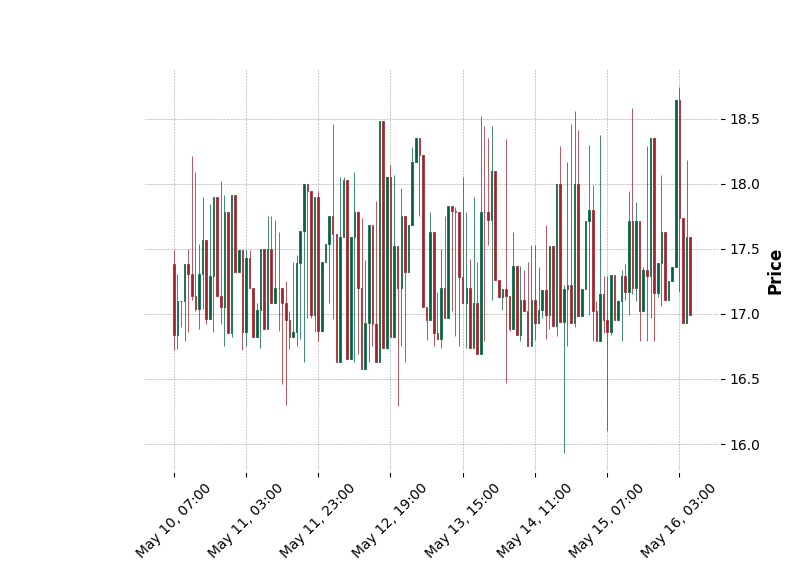 18.5
18.0
17.5
17.0
16.5
16.0
Price
May 10, 07:00
May 11, 03:00
May 11, 23:00
May 12, 19:00
May 13, 15:00
May 14, 11:00
May 15, 07:00
May 16, 03:00